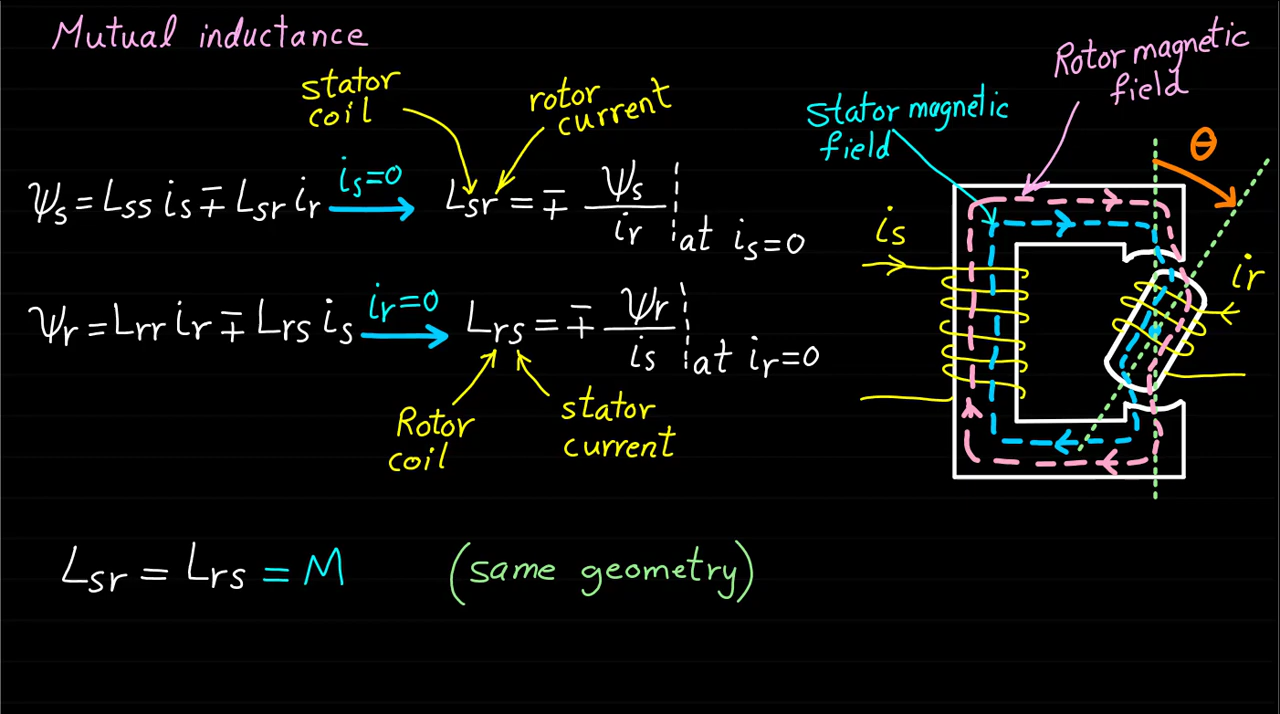 Mutual inductance
stator
coil
rotor
current
ψs = Lss is ∓ Lsr ir
is=0
Lsr = ∓ ψs/ir | at is=0
ψr = Lrr ir ∓ Lrs is
ir=0
Lrs = ∓ ψr/is | at ir=0
Rotor
coil
stator
current
Lsr = Lrs = M (same geometry)
Rotor magnetic
field
Stator magnetic
field
θ
is
ir